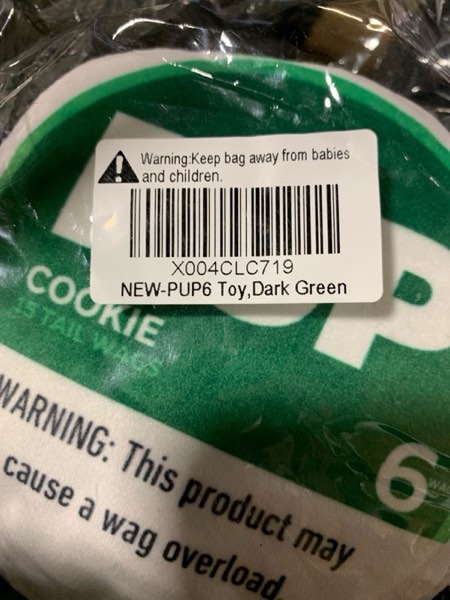 Warning:Keep bag away from babies
and children.
X004CLC719
NEW-PUP6 Toy,Dark Green
UP
COOKIE
15 TAIL WAGS
6
WARNING: This product may
cause a wag overload.